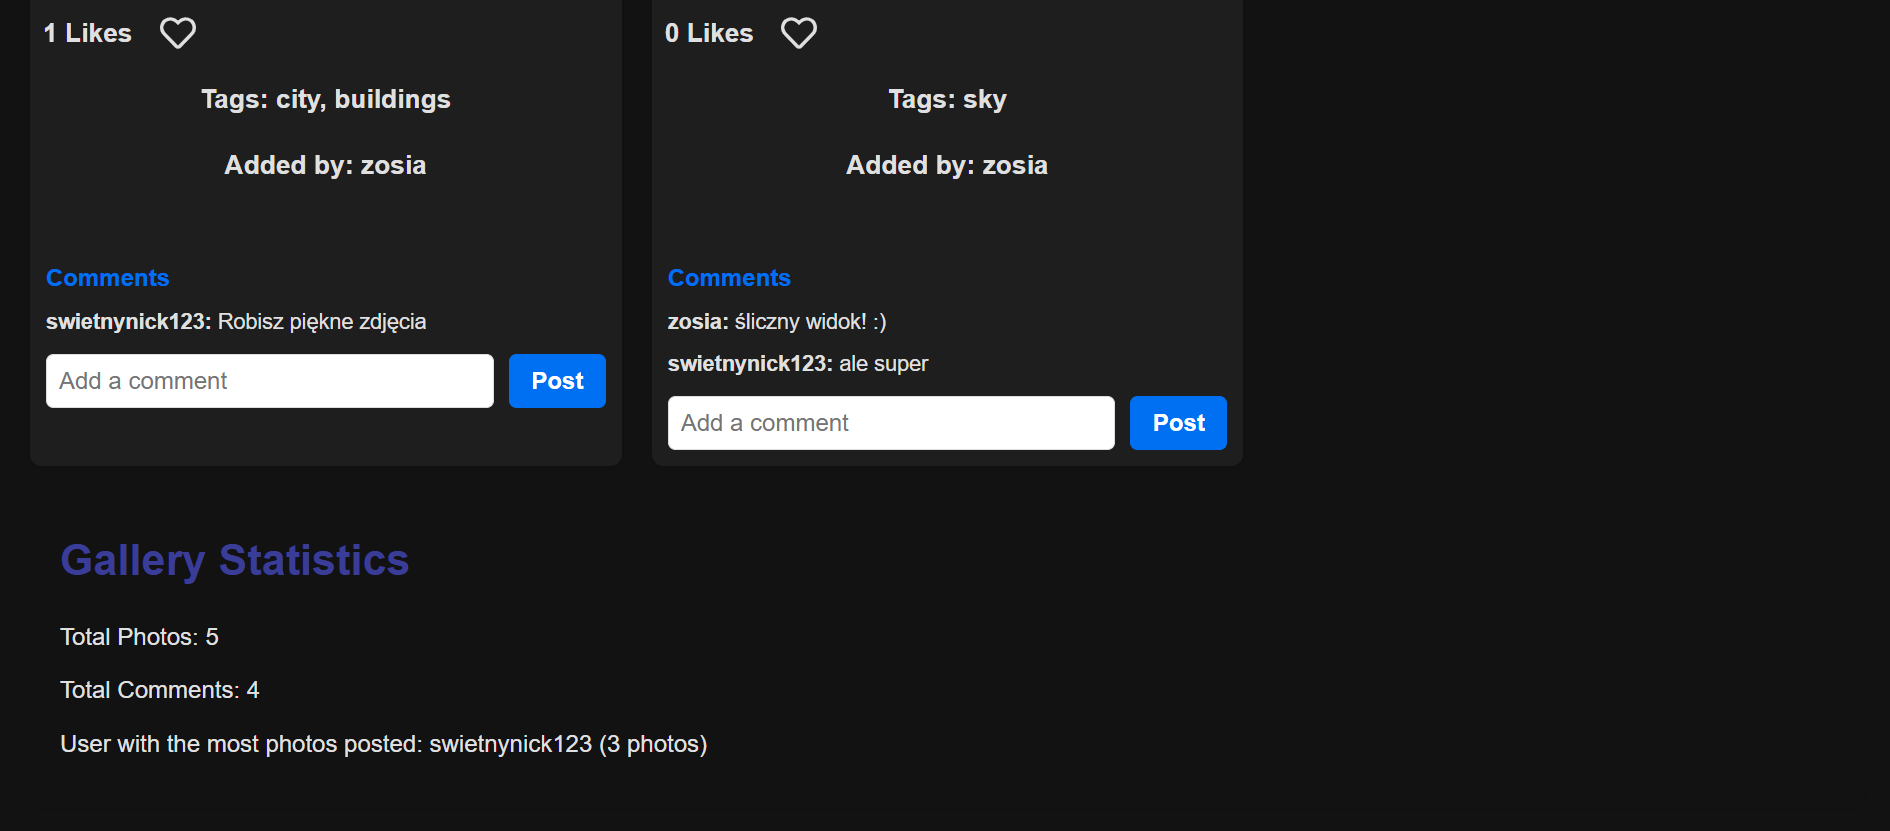 1 Likes
Tags: city, buildings
Added by: zosia
Comments
swietnynick123: Robisz piękne zdjęcia
Add a comment
Post
0 Likes
Tags: sky
Added by: zosia
Comments
zosia: śliczny widok! :)
swietnynick123: ale super
Add a comment
Post
Gallery Statistics
Total Photos: 5
Total Comments: 4
User with the most photos posted: swietnynick123 (3 photos)